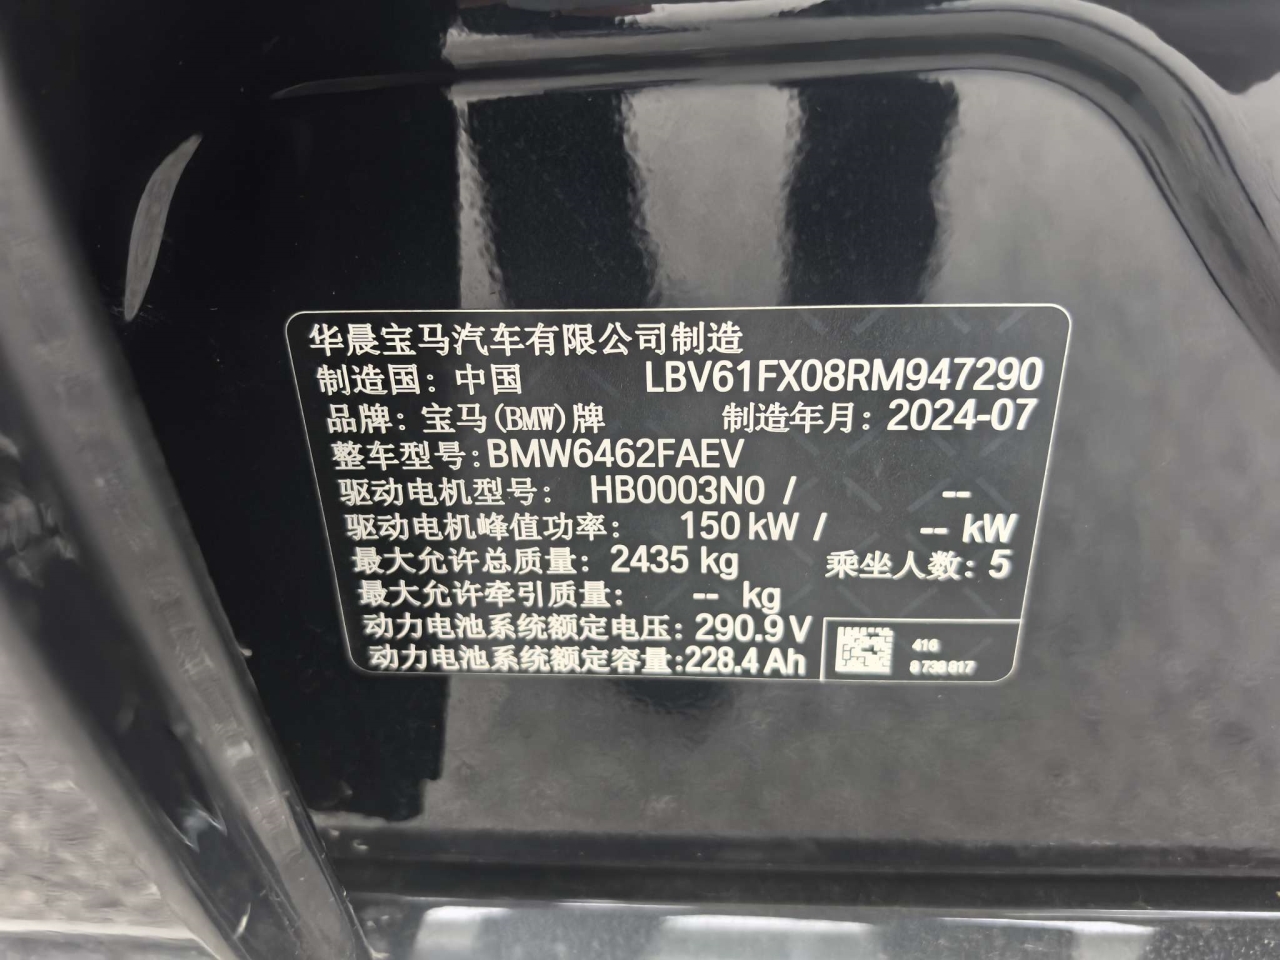 华晨宝马汽车有限公司制造
制造国：中国 LBV61FX08RM947290
品牌：宝马(BMW)牌 制造年月：2024-07
整车型号:BMW6462FAEV
驱动电机型号： HB0003N0 / --
驱动电机峰值功率： 150 kW / -- kW
最大允许总质量：2435 kg 乘坐人数：5
最大允许牵引质量： -- kg
动力电池系统额定电压：290.9 V
动力电池系统额定容量:228.4 Ah
416
8 738 817